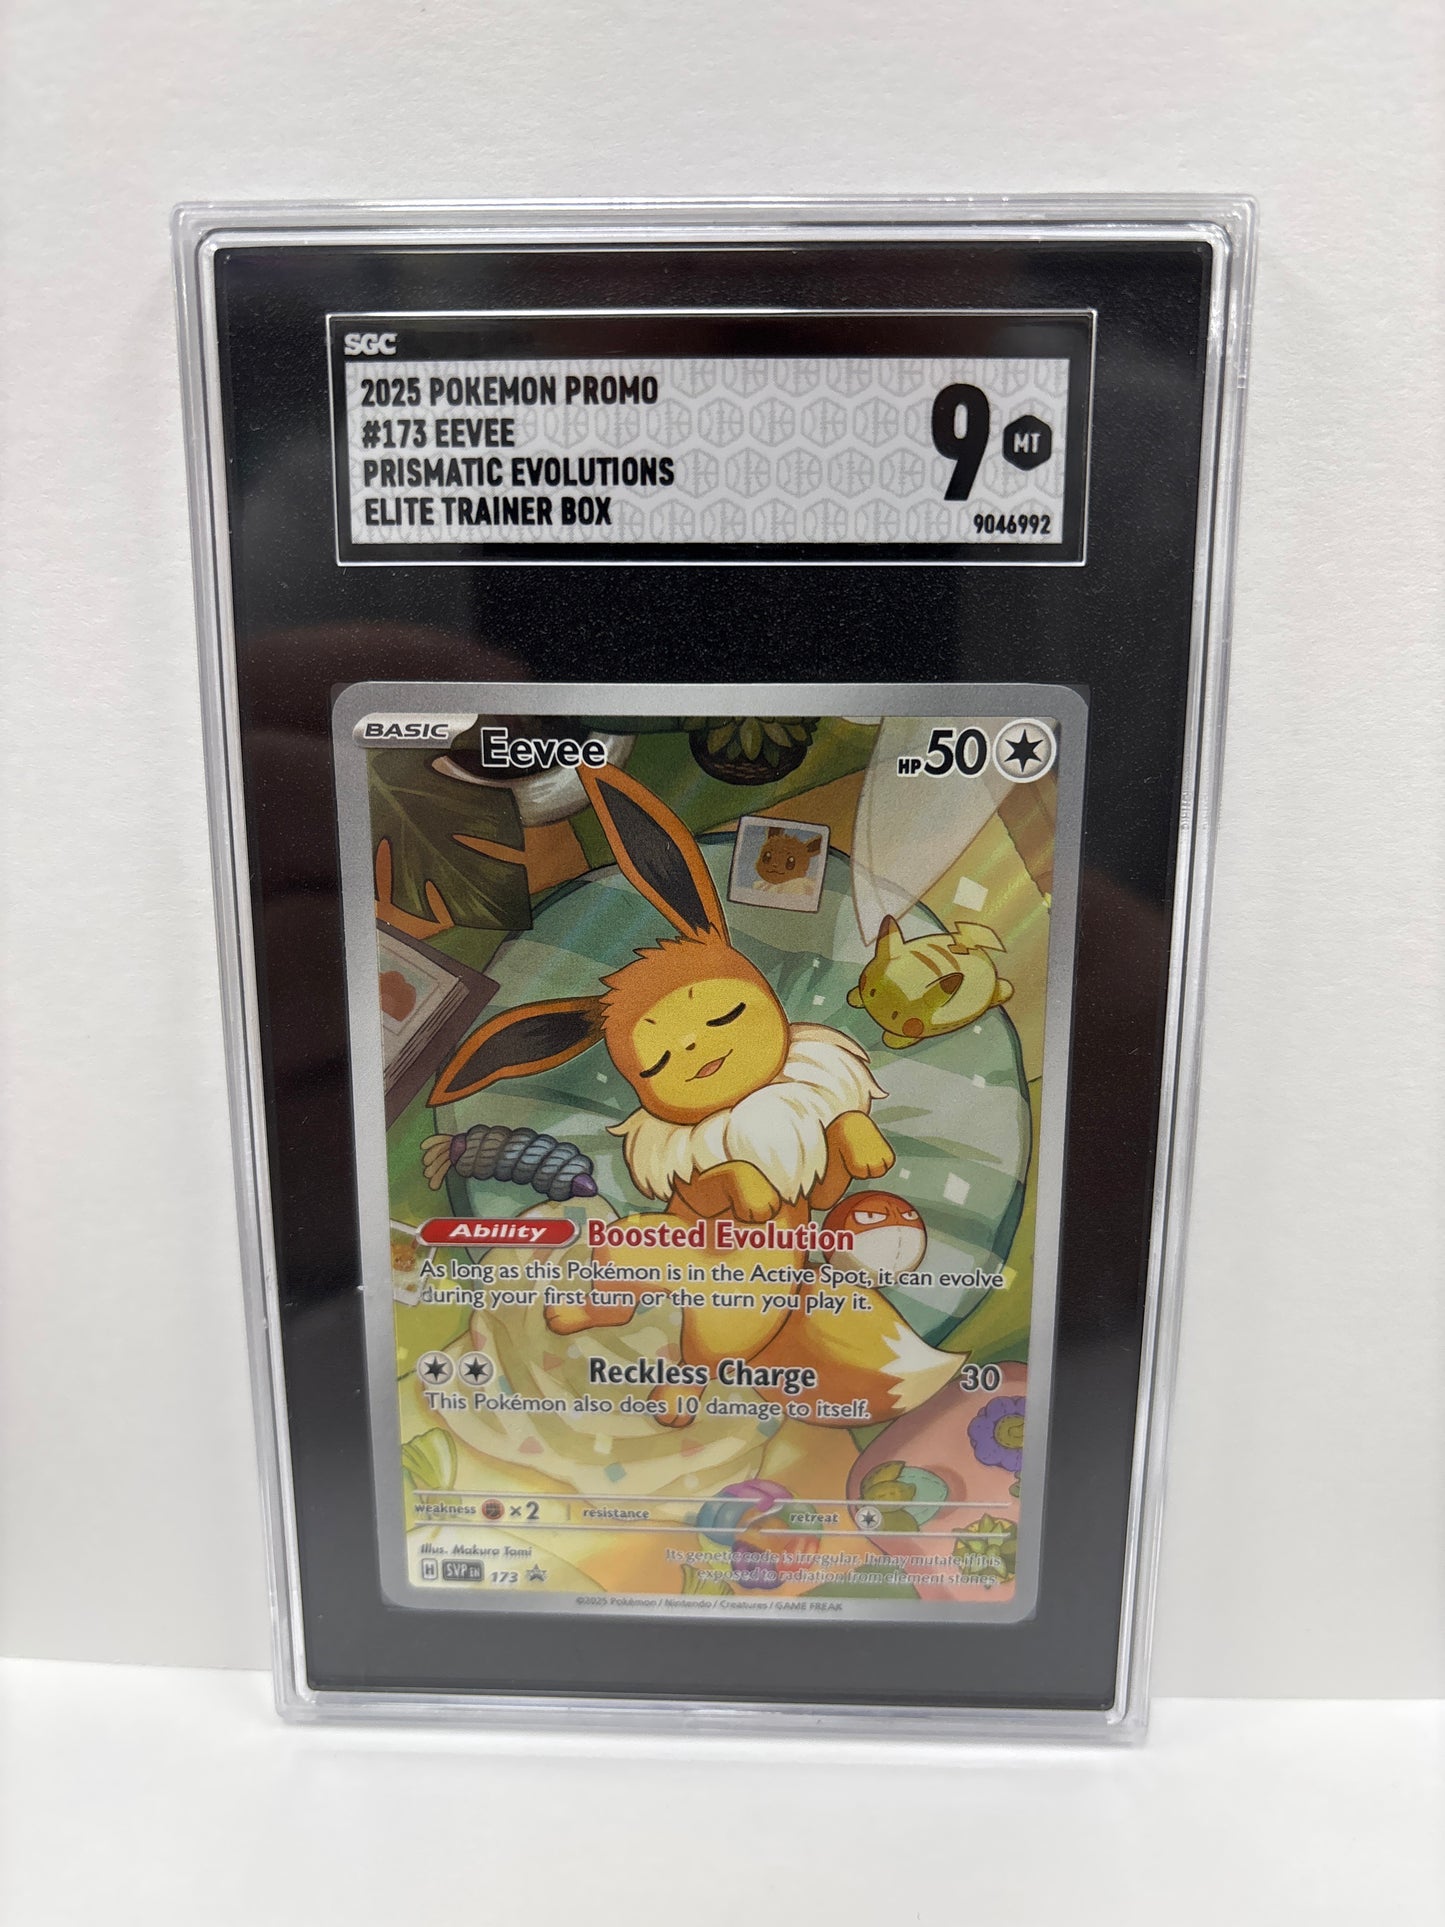 SGC
2025 POKEMON PROMO
#173 EEVEE
PRISMATIC EVOLUTIONS
ELITE TRAINER BOX
9 MT
9046992
BASIC Eevee HP 50
Ability Boosted Evolution
As long as this Pokémon is in the Active Spot, it can evolve
during your first turn or the turn you play it.
Reckless Charge 30
This Pokémon also does 10 damage to itself.
weakness ×2 resistance retreat
Illus. Makura Tami
Its genetic code is irregular. It may mutate if it is
exposed to radiation from element stones.
H SVP EN 173
©2025 Pokémon / Nintendo / Creatures / GAME FREAK